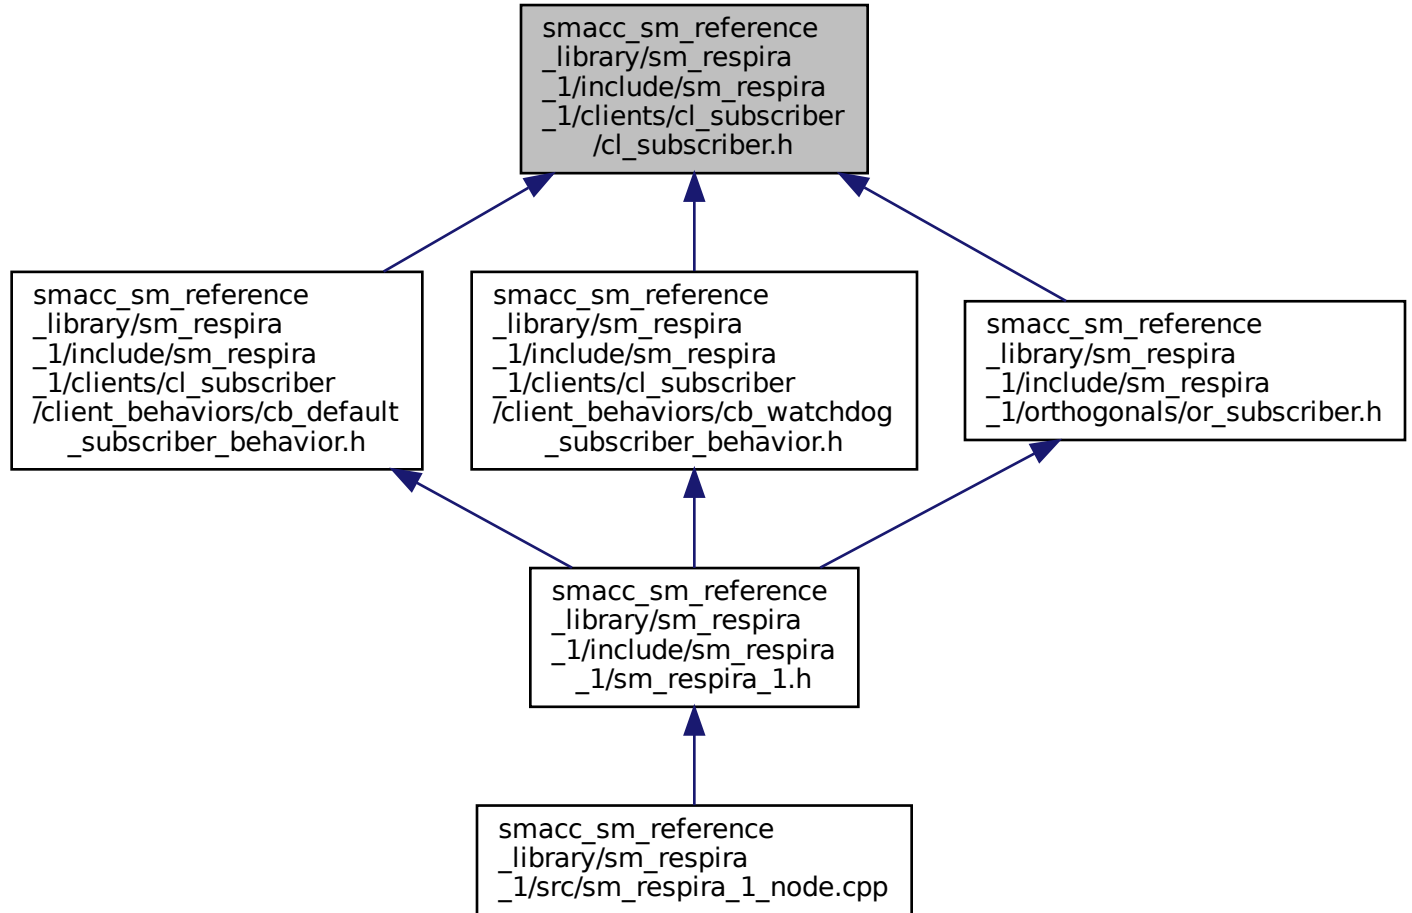 smacc_sm_reference
_library/sm_respira
_1/include/sm_respira
_1/clients/cl_subscriber
/cl_subscriber.h
smacc_sm_reference
_library/sm_respira
_1/include/sm_respira
_1/clients/cl_subscriber
/client_behaviors/cb_default
_subscriber_behavior.h
smacc_sm_reference
_library/sm_respira
_1/include/sm_respira
_1/clients/cl_subscriber
/client_behaviors/cb_watchdog
_subscriber_behavior.h
smacc_sm_reference
_library/sm_respira
_1/include/sm_respira
_1/orthogonals/or_subscriber.h
smacc_sm_reference
_library/sm_respira
_1/include/sm_respira
_1/sm_respira_1.h
smacc_sm_reference
_library/sm_respira
_1/src/sm_respira_1_node.cpp